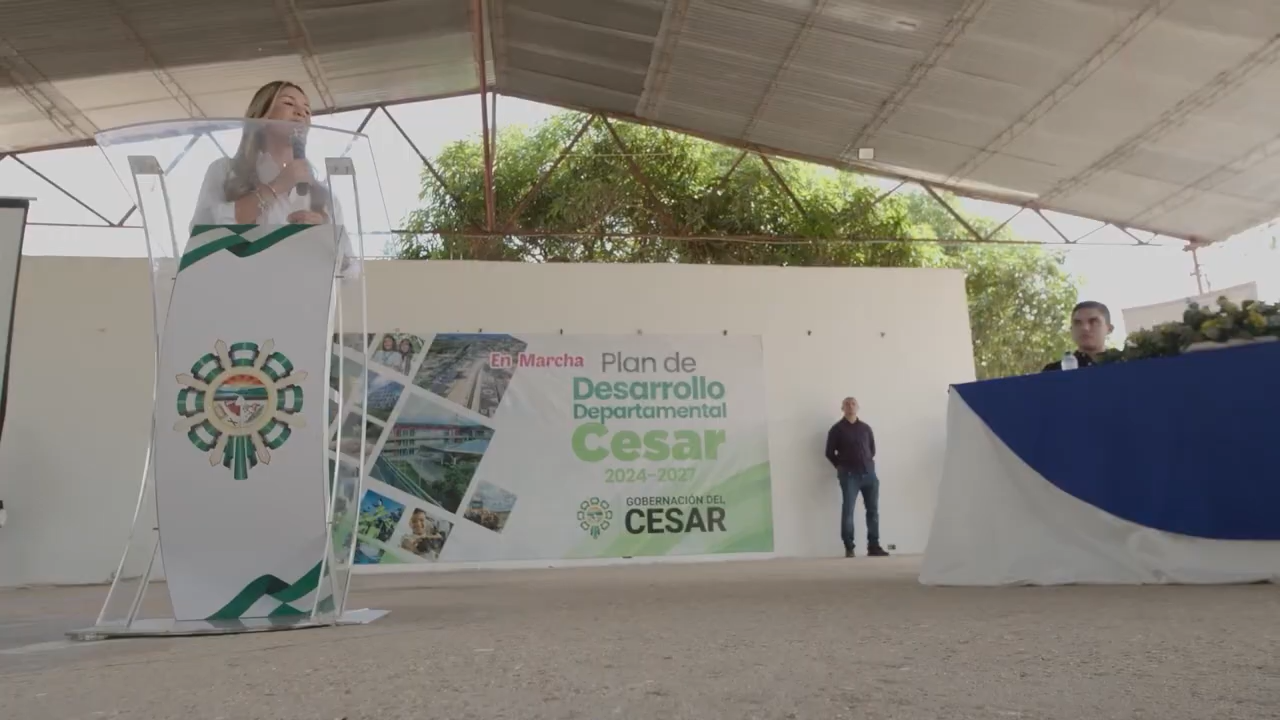 En Marcha
Plan de
Desarrollo
Departamental
Cesar
2024-2027
GOBERNACIÓN DEL
CESAR